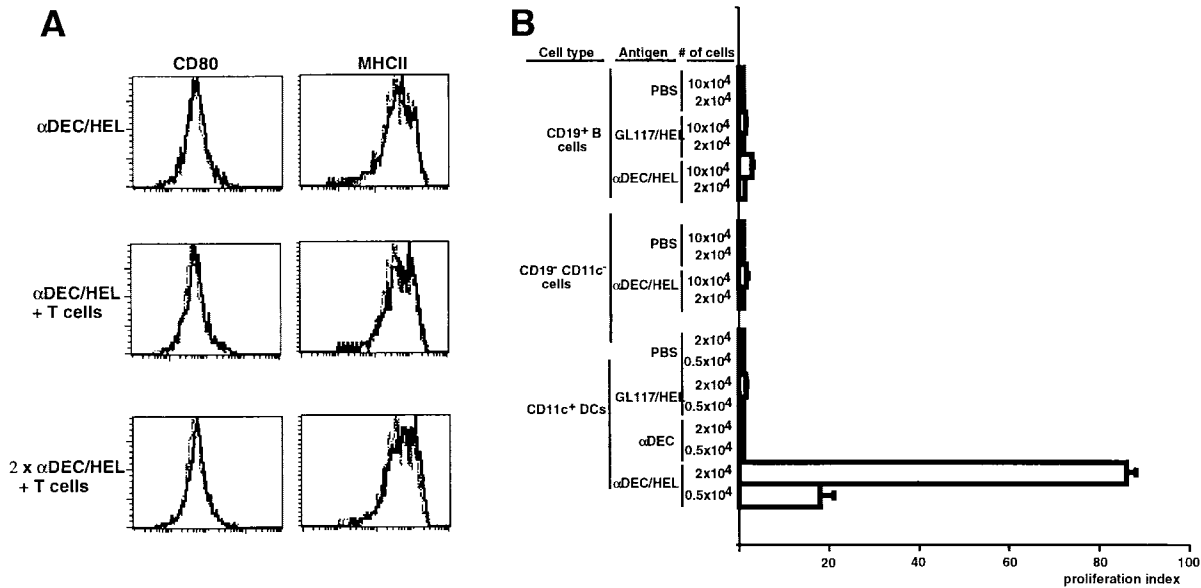 A
CD80
MHCII
αDEC/HEL
αDEC/HEL
+ T cells
2 x αDEC/HEL
+ T cells
B
Cell type
Antigen
# of cells
CD19+ B
cells
PBS
10x10⁴
2x10⁴
GL117/HEL
10x10⁴
2x10⁴
αDEC/HEL
10x10⁴
2x10⁴
CD19- CD11c-
cells
PBS
10x10⁴
2x10⁴
αDEC/HEL
10x10⁴
2x10⁴
CD11c+ DCs
PBS
2x10⁴
0.5x10⁴
GL117/HEL
2x10⁴
0.5x10⁴
αDEC
2x10⁴
0.5x10⁴
αDEC/HEL
2x10⁴
0.5x10⁴
20
40
60
80
100
proliferation index